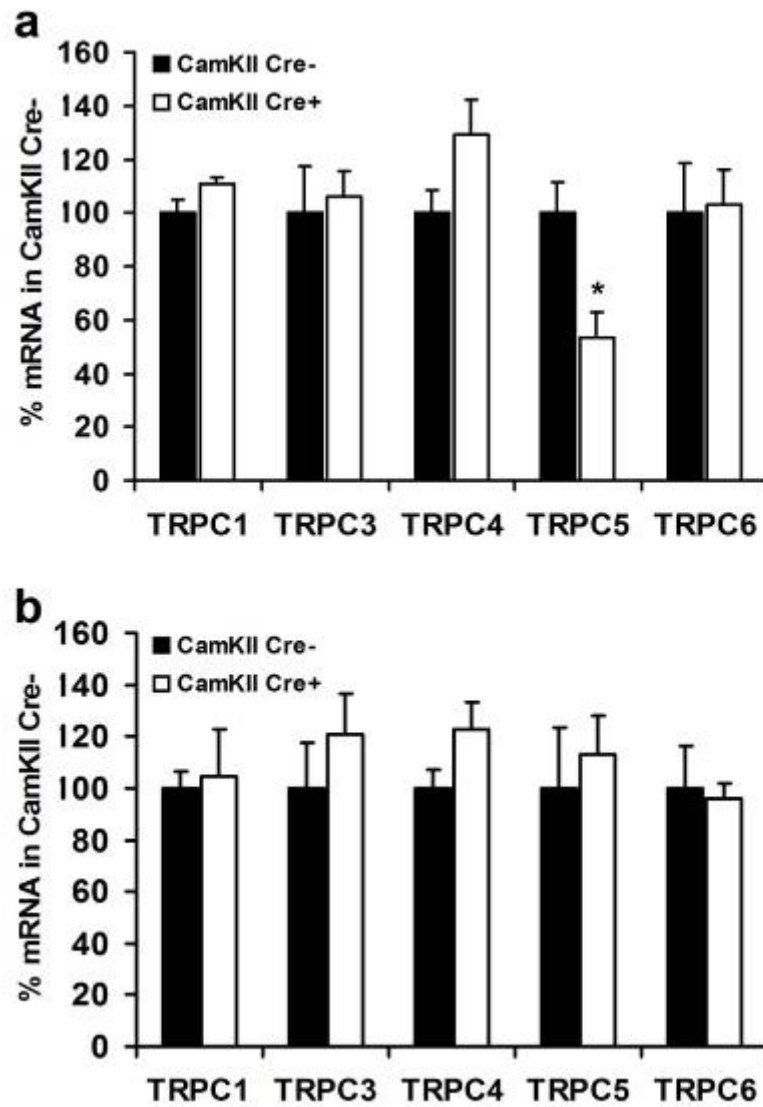 a
% mRNA in CamKII Cre-
160
140
120
100
80
60
40
20
0
CamKII Cre-
CamKII Cre+
*
TRPC1 TRPC3 TRPC4 TRPC5 TRPC6
b
% mRNA in CamKII Cre-
160
140
120
100
80
60
40
20
0
CamKII Cre-
CamKII Cre+
TRPC1 TRPC3 TRPC4 TRPC5 TRPC6